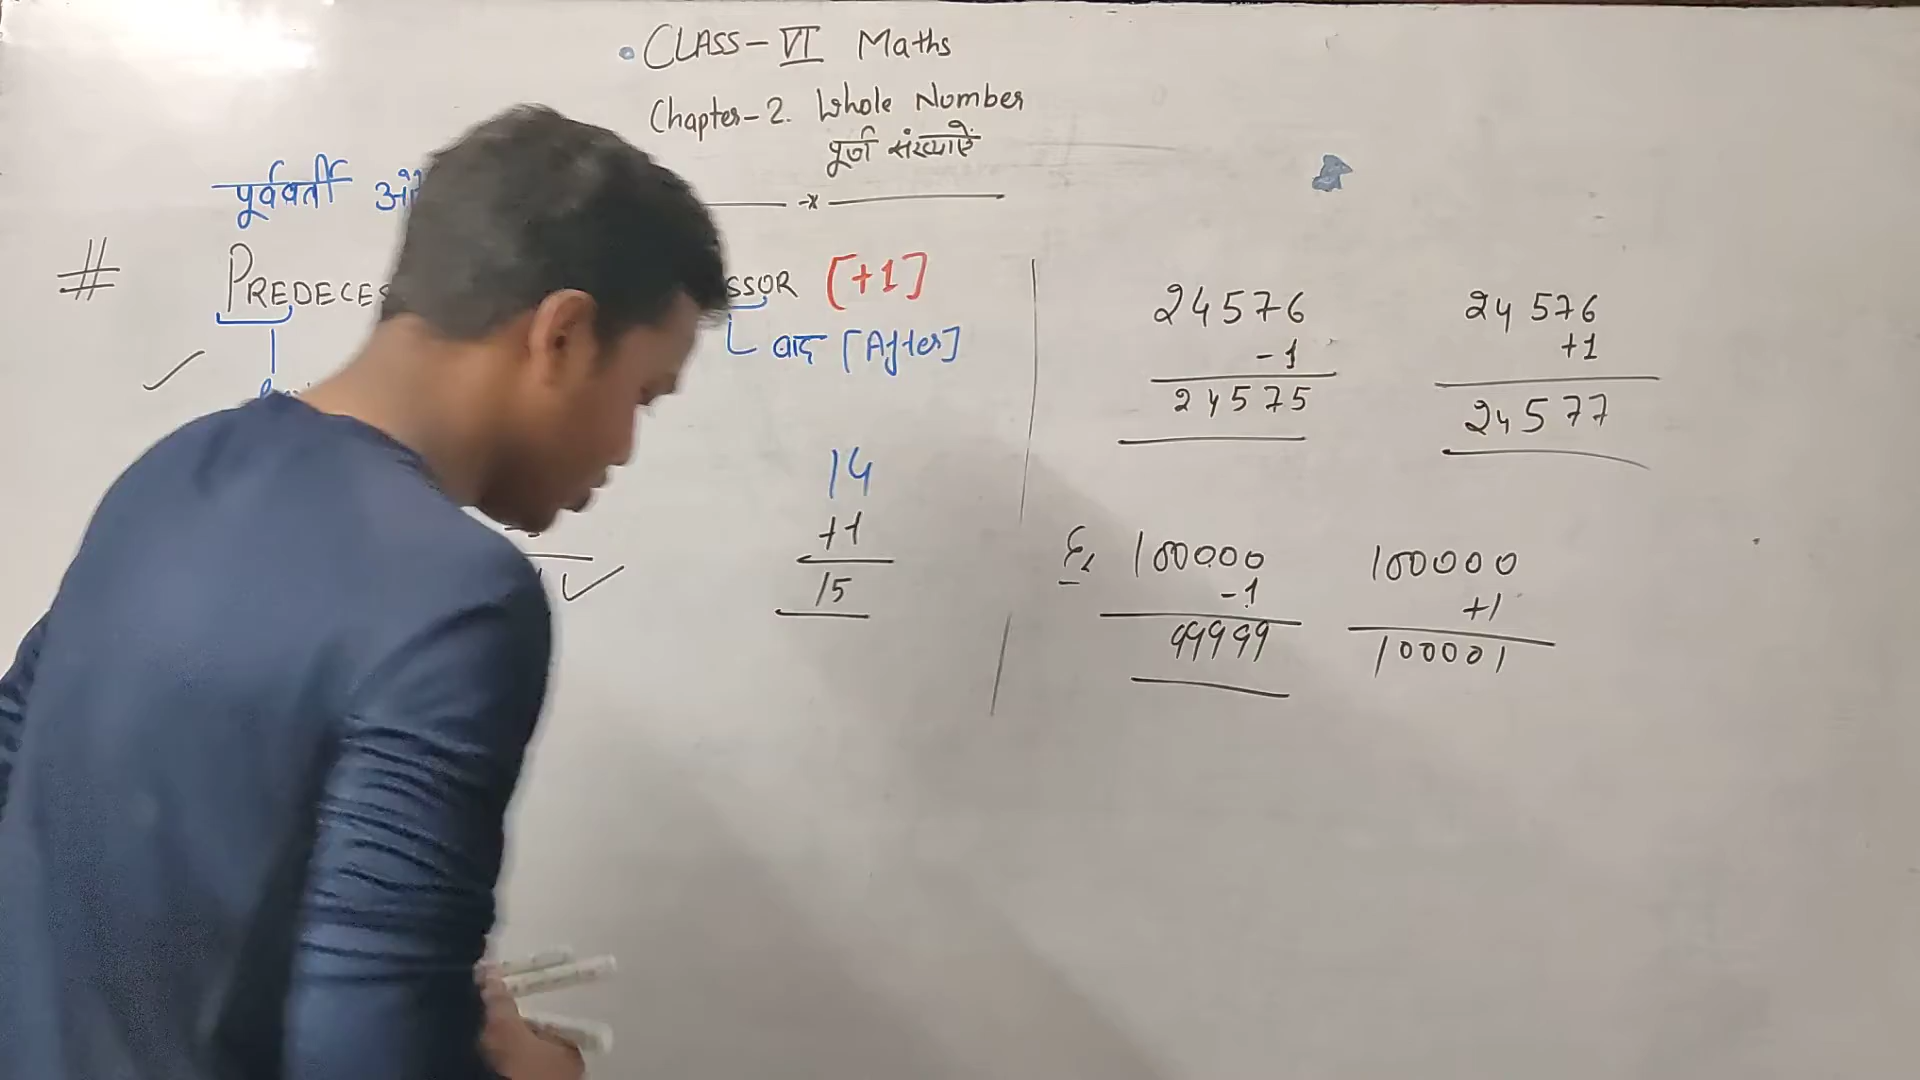 CLASS-VI Maths
Chapter-2. Whole Number
पूर्ण संख्याऐं
पूर्ववर्ती
-x
# SSOR [+1]
बाद [After]
14
+1
15
24576
-1
24575
24576
+1
24577
Ex 100000
-1
99999
100000
+1
100001